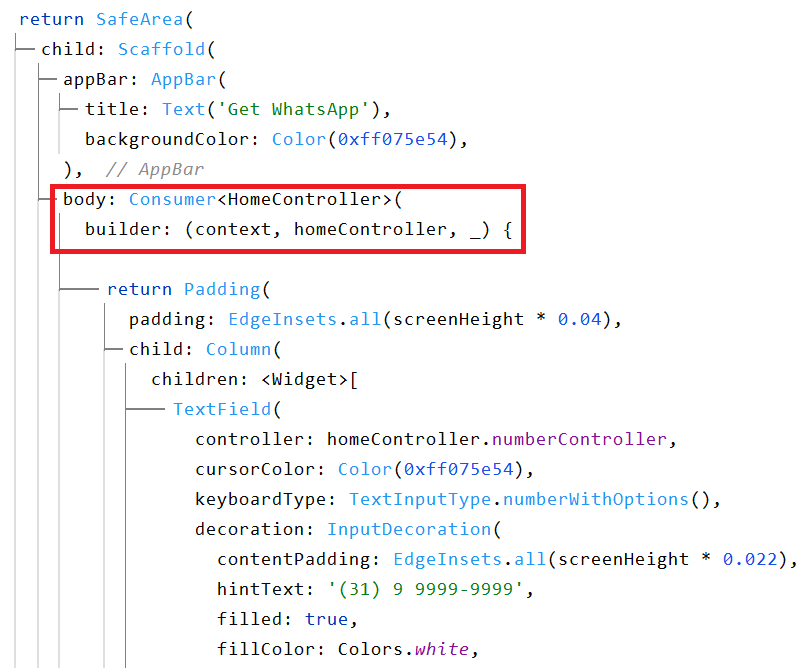 return SafeArea(
child: Scaffold(
appBar: AppBar(
title: Text('Get WhatsApp'),
backgroundColor: Color(0xff075e54),
), // AppBar
body: Consumer<HomeController>(
builder: (context, homeController, _) {
return Padding(
padding: EdgeInsets.all(screenHeight * 0.04),
child: Column(
children: <Widget>[
TextField(
controller: homeController.numberController,
cursorColor: Color(0xff075e54),
keyboardType: TextInputType.numberWithOptions(),
decoration: InputDecoration(
contentPadding: EdgeInsets.all(screenHeight * 0.022),
hintText: '(31) 9 9999-9999',
filled: true,
fillColor: Colors.white,